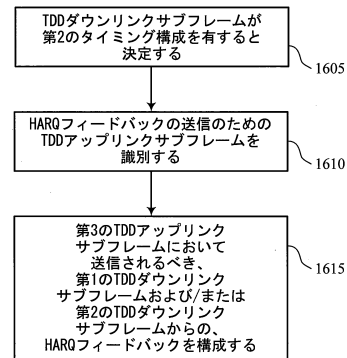 TDDダウンリンクサブフレームが
第2のタイミング構成を有すると
決定する
1605
HARQフィードバックの送信のための
TDDアップリンクサブフレームを
識別する
1610
第3のTDDアップリンク
サブフレームにおいて
送信されるべき、
第1のTDDダウンリンク
サブフレームおよび/または
第2のTDDダウンリンク
サブフレームからの、
HARQフィードバックを構成する
1615